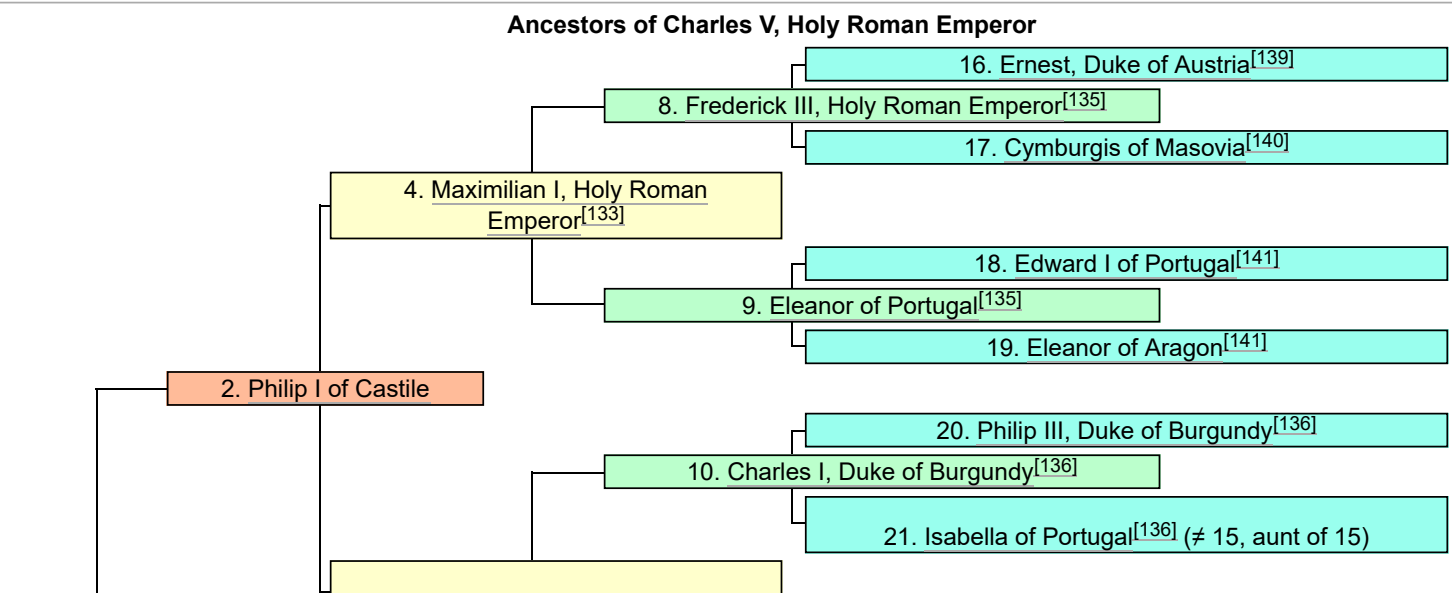 Ancestors of Charles V, Holy Roman Emperor
16. Ernest, Duke of Austria[139]
8. Frederick III, Holy Roman Emperor[135]
17. Cymburgis of Masovia[140]
4. Maximilian I, Holy Roman
Emperor[133]
18. Edward I of Portugal[141]
9. Eleanor of Portugal[135]
19. Eleanor of Aragon[141]
2. Philip I of Castile
20. Philip III, Duke of Burgundy[136]
10. Charles I, Duke of Burgundy[136]
21. Isabella of Portugal[136] (≠ 15, aunt of 15)